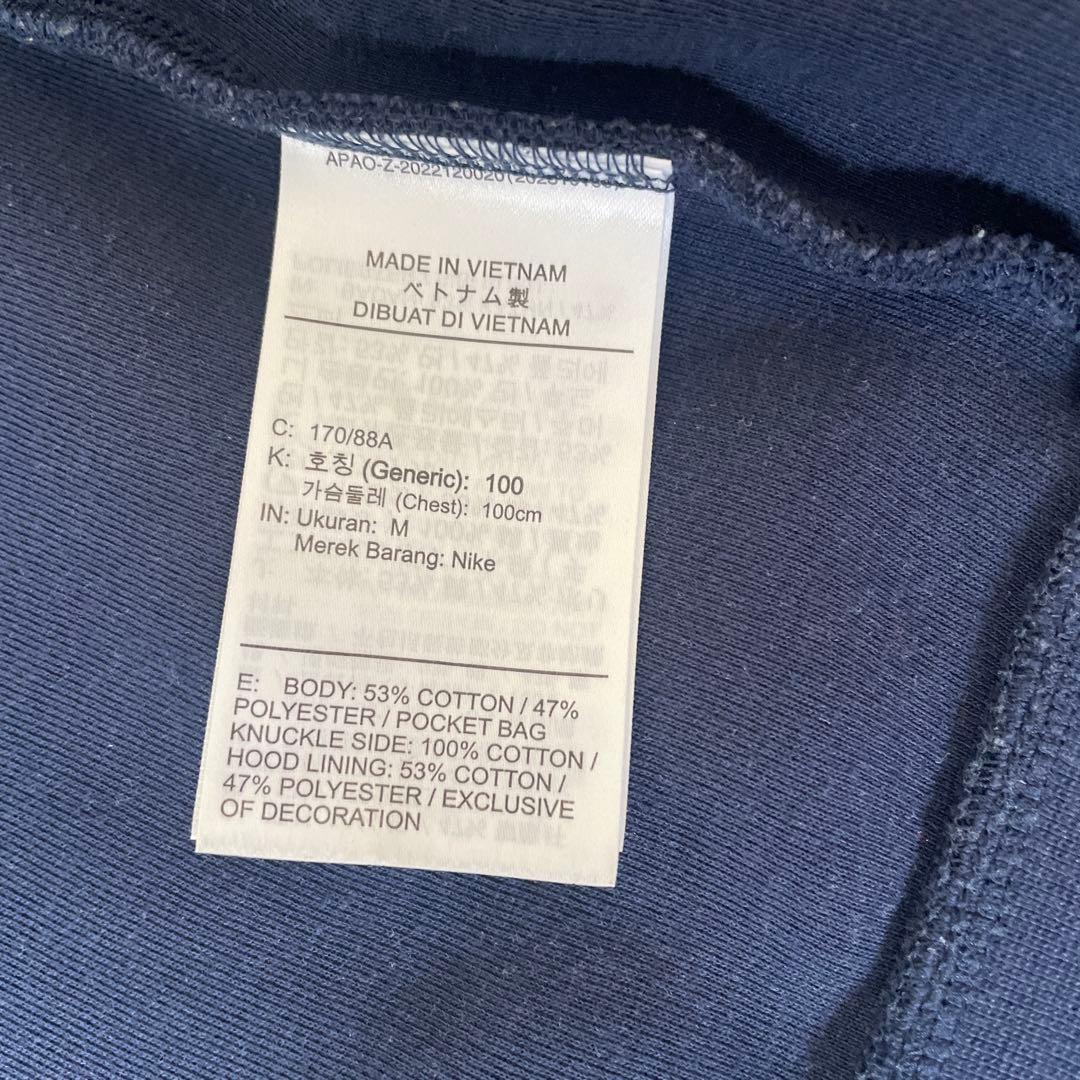 MADE IN VIETNAM
ベトナム製
DIBUAT DI VIETNAM
C: 170/88A
K: 호칭 (Generic): 100
가슴둘레 (Chest): 100cm
IN: Ukuran: M
Merek Barang: Nike
E: BODY: 53% COTTON / 47%
POLYESTER / POCKET BAG
KNUCKLE SIDE: 100% COTTON /
HOOD LINING: 53% COTTON /
47% POLYESTER / EXCLUSIVE
OF DECORATION